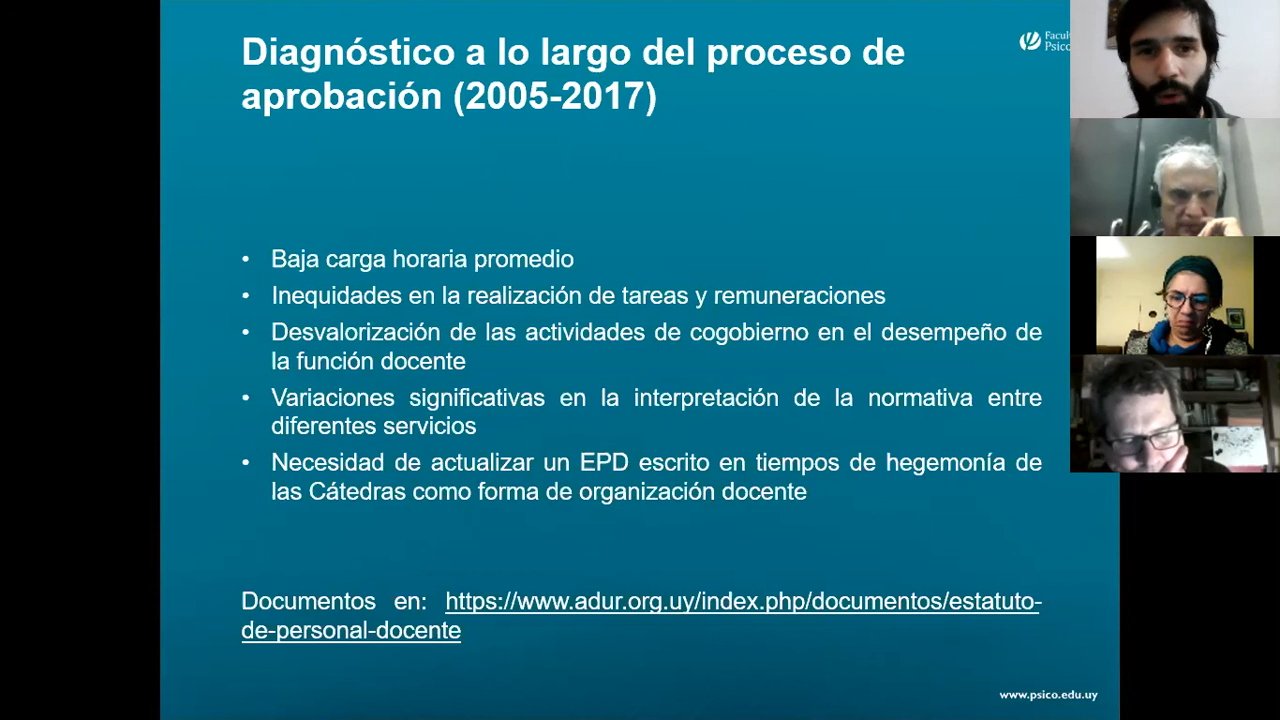 Diagnóstico a lo largo del proceso de
aprobación (2005-2017)
• Baja carga horaria promedio
• Inequidades en la realización de tareas y remuneraciones
• Desvalorización de las actividades de cogobierno en el desempeño de
la función docente
• Variaciones significativas en la interpretación de la normativa entre
diferentes servicios
• Necesidad de actualizar un EPD escrito en tiempos de hegemonía de
las Cátedras como forma de organización docente
Documentos en: https://www.adur.org.uy/index.php/documentos/estatuto-
de-personal-docente
www.psico.edu.uy